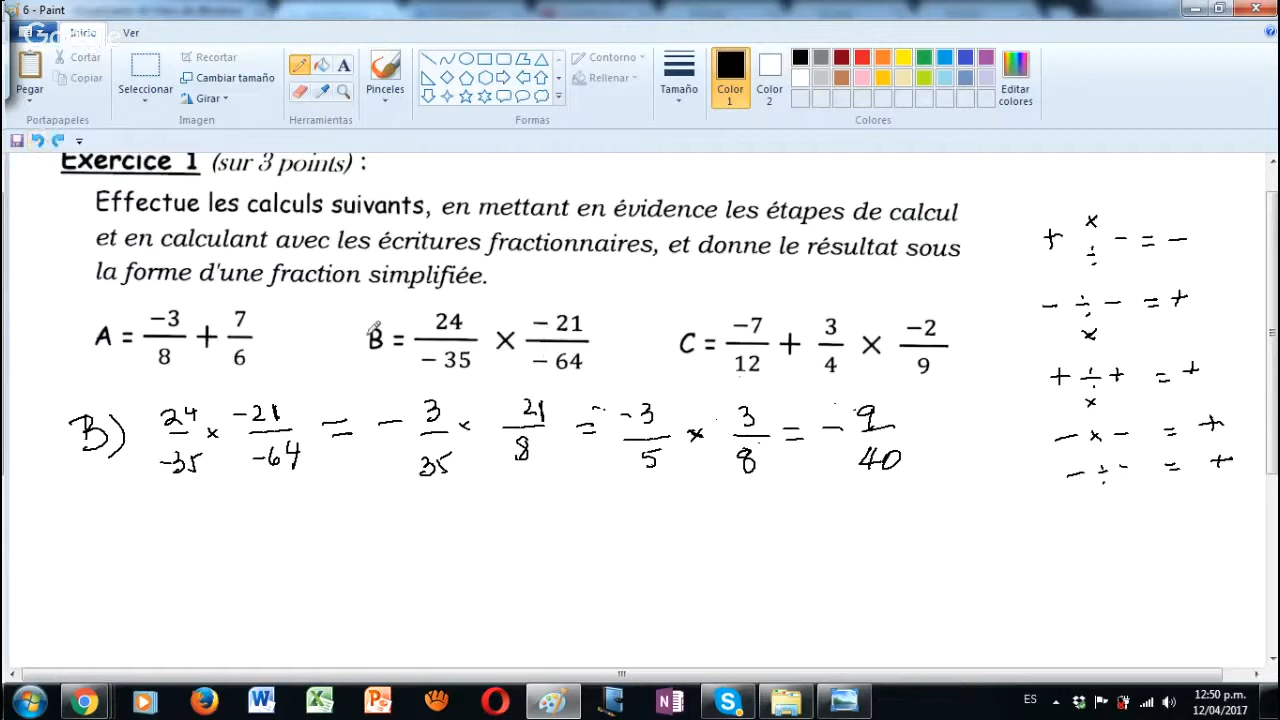 6 - Paint
Inicio Ver
Pegar
Cortar
Copiar
Portapapeles
Seleccionar
Recortar
Cambiar tamaño
Girar
Imagen
Herramientas
Pinceles
Formas
Contorno
Rellenar
Tamaño
Color 1
Color 2
Editar colores
Colores
Exercice 1 (sur 3 points) :
Effectue les calculs suivants, en mettant en évidence les étapes de calcul
et en calculant avec les écritures fractionnaires, et donne le résultat sous
la forme d'une fraction simplifiée.
A = −3/8 + 7/6
B = 24/−35 × −21/−64
C = −7/12 + 3/4 × −2/9
B) 24/−35 × −21/−64 = − 3/35 × 21/8 = −3/5 × 3/8 = − 9/40
+ × ÷ − = −
− ÷ × − = +
+ ÷ × + = +
− × − = +
− ÷ − = +
ES 12:50 p.m.
12/04/2017